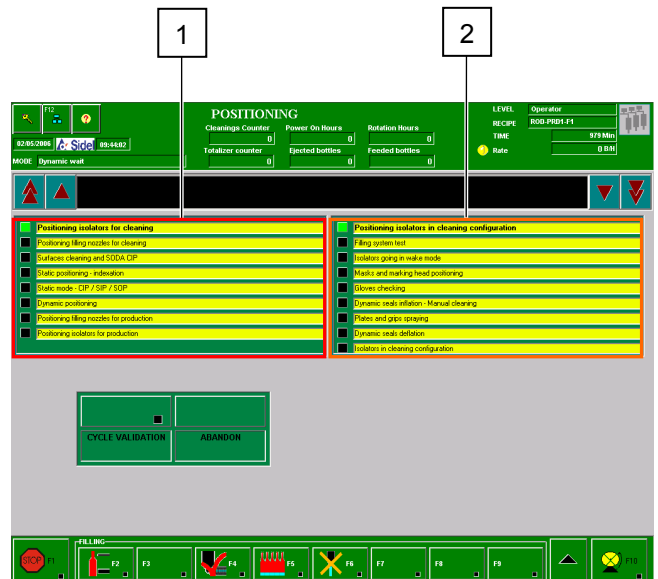 1
2
F12
POSITIONING
Cleanings Counter
Power On Hours
Rotation Hours
0
0
0
Totalizer counter
Ejected bottles
Feeded bottles
0
0
0
LEVEL
Operator
RECIPE
ROD-PRD1-F1
TIME
979 Min
Rate
0 B/H
02/05/2006
Sidel
09:44:02
MODE
Dynamic wait
Positioning isolators for cleaning
Positioning filling nozzles for cleaning
Surfaces cleaning and SODA CIP
Static positioning - indexation
Static mode - CIP / SIP / SOP
Dynamic positioning
Positioning filling nozzles for production
Positioning isolators for production
Positioning isolators in cleaning configuration
Filling system test
Isolators going in wake mode
Masks and marking head positioning
Gloves checking
Dynamic seals inflation - Manual cleaning
Plates and grips spraying
Dynamic seals deflation
Isolators in cleaning configuration
CYCLE VALIDATION
ABANDON
FILLING
STOP
F1
F2
F3
F4
F5
F6
F7
F8
F9
F10